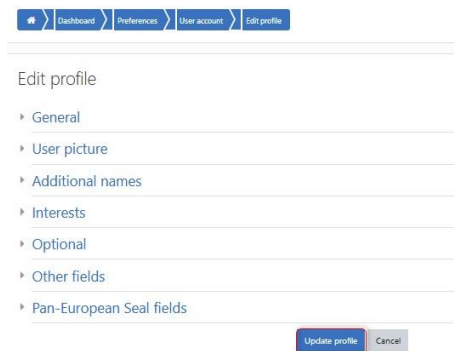 Dashboard Preferences User account Edit profile
Edit profile
General
User picture
Additional names
Interests
Optional
Other fields
Pan-European Seal fields
Update profile Cancel